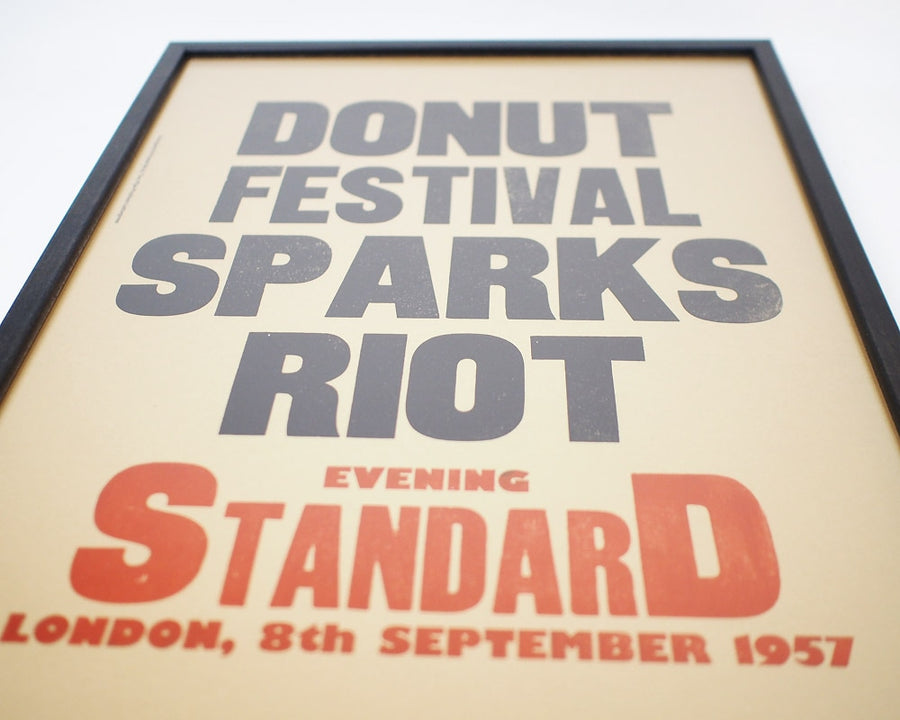 DONUT
FESTIVAL
SPARKS
RIOT
EVENING
STANDARD
LONDON, 8th SEPTEMBER 1957